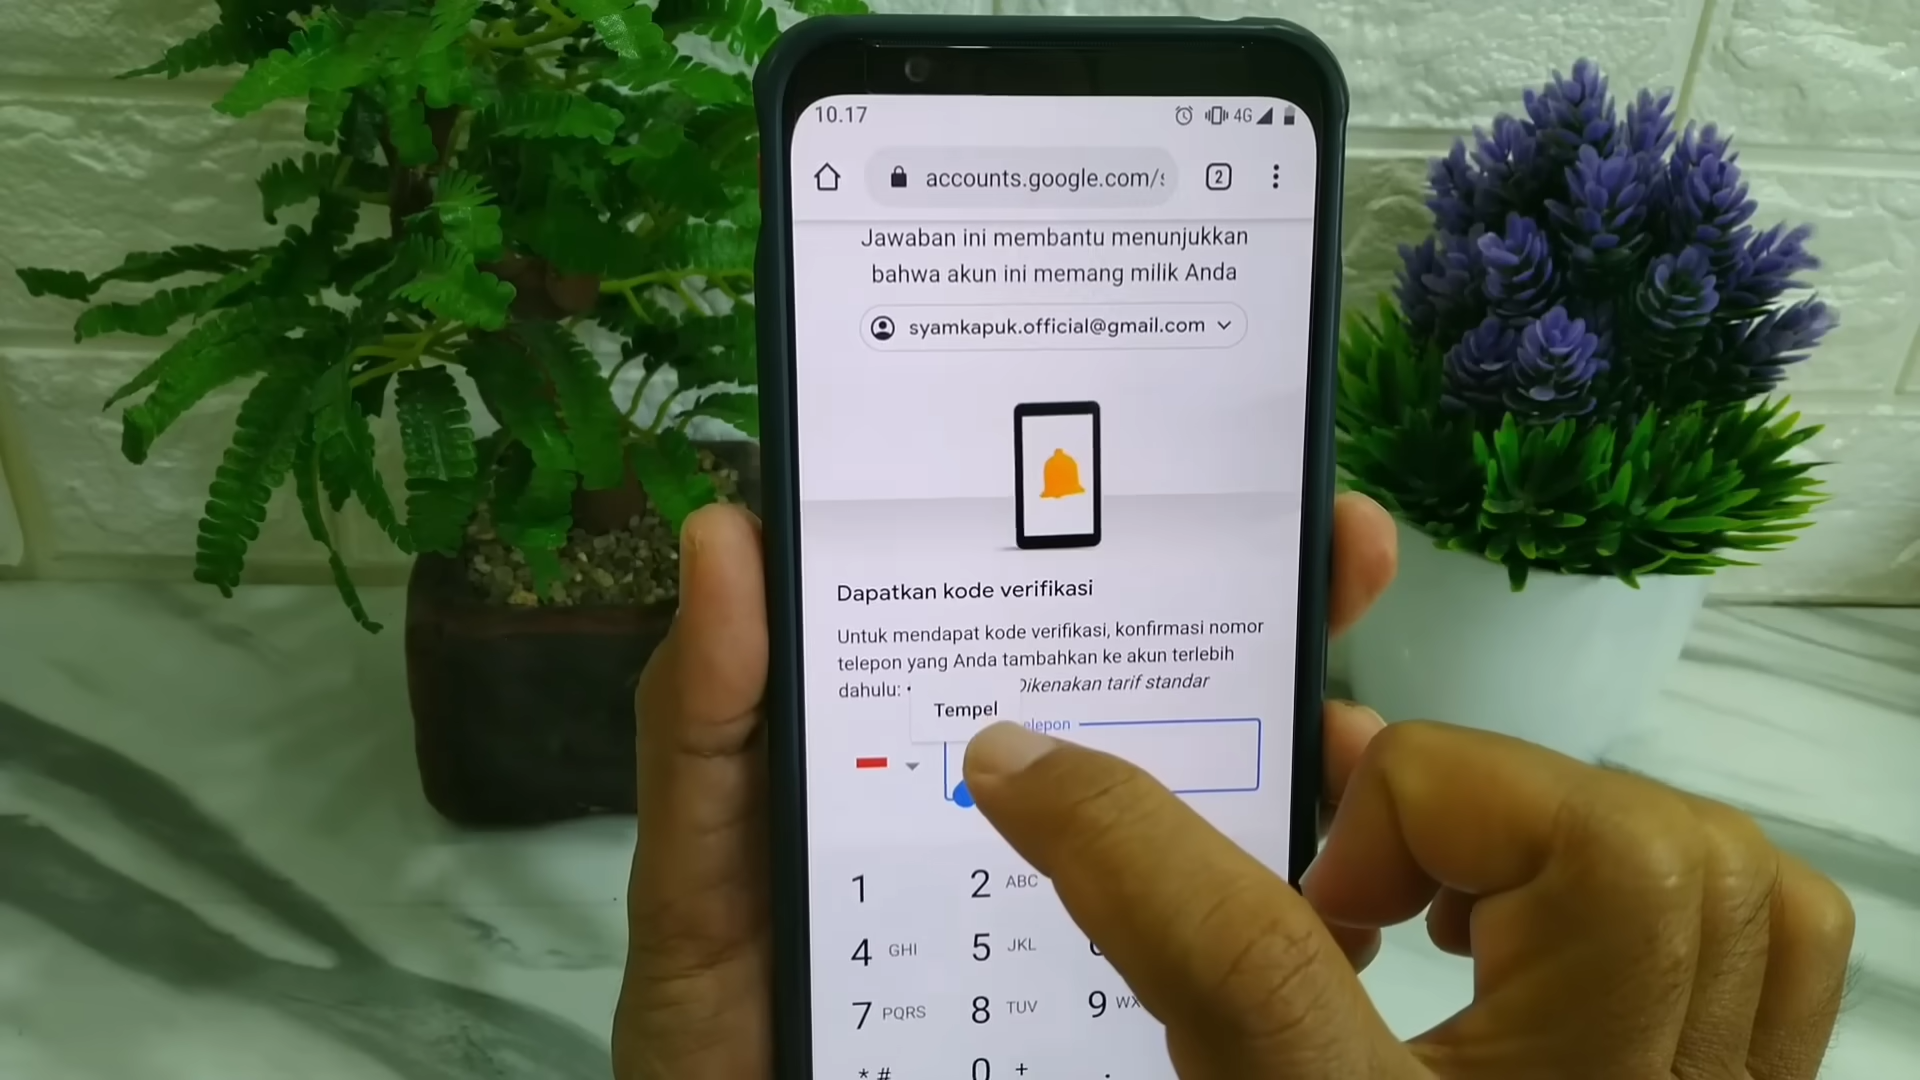 10.17
4G
accounts.google.com/s
2
Jawaban ini membantu menunjukkan
bahwa akun ini memang milik Anda
syamkapuk.official@gmail.com
Dapatkan kode verifikasi
Untuk mendapat kode verifikasi, konfirmasi nomor
telepon yang Anda tambahkan ke akun terlebih
dahulu: • Dikenakan tarif standar
Tempel
elepon
1
2 ABC
4 GHI
5 JKL
7 PQRS
8 TUV
9 WX
* #
0 +